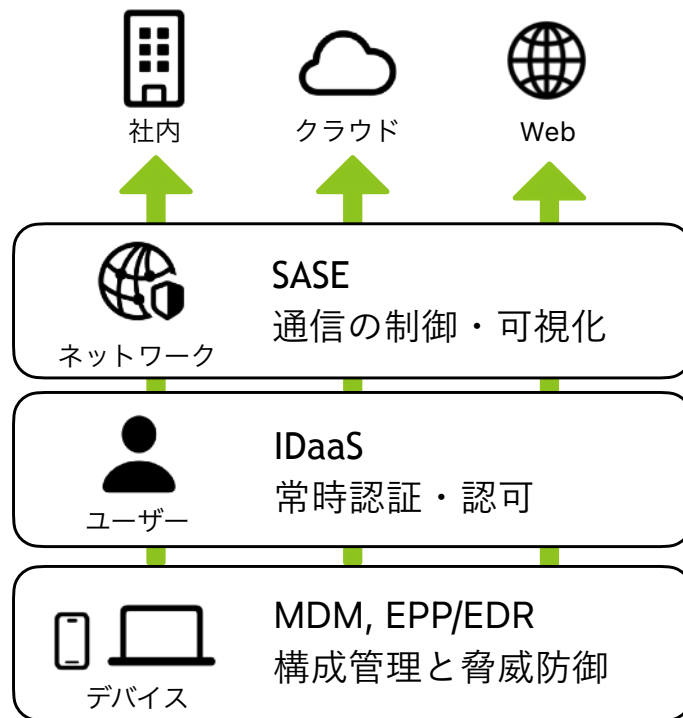 社内
クラウド
Web
SASE
通信の制御・可視化
ネットワーク
IDaaS
常時認証・認可
ユーザー
MDM, EPP/EDR
構成管理と脅威防御
デバイス